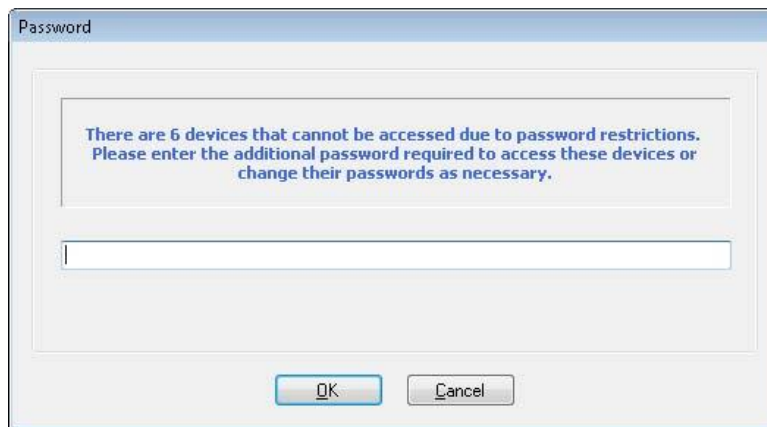 Password
There are 6 devices that cannot be accessed due to password restrictions.
Please enter the additional password required to access these devices or
change their passwords as necessary.
OK
Cancel